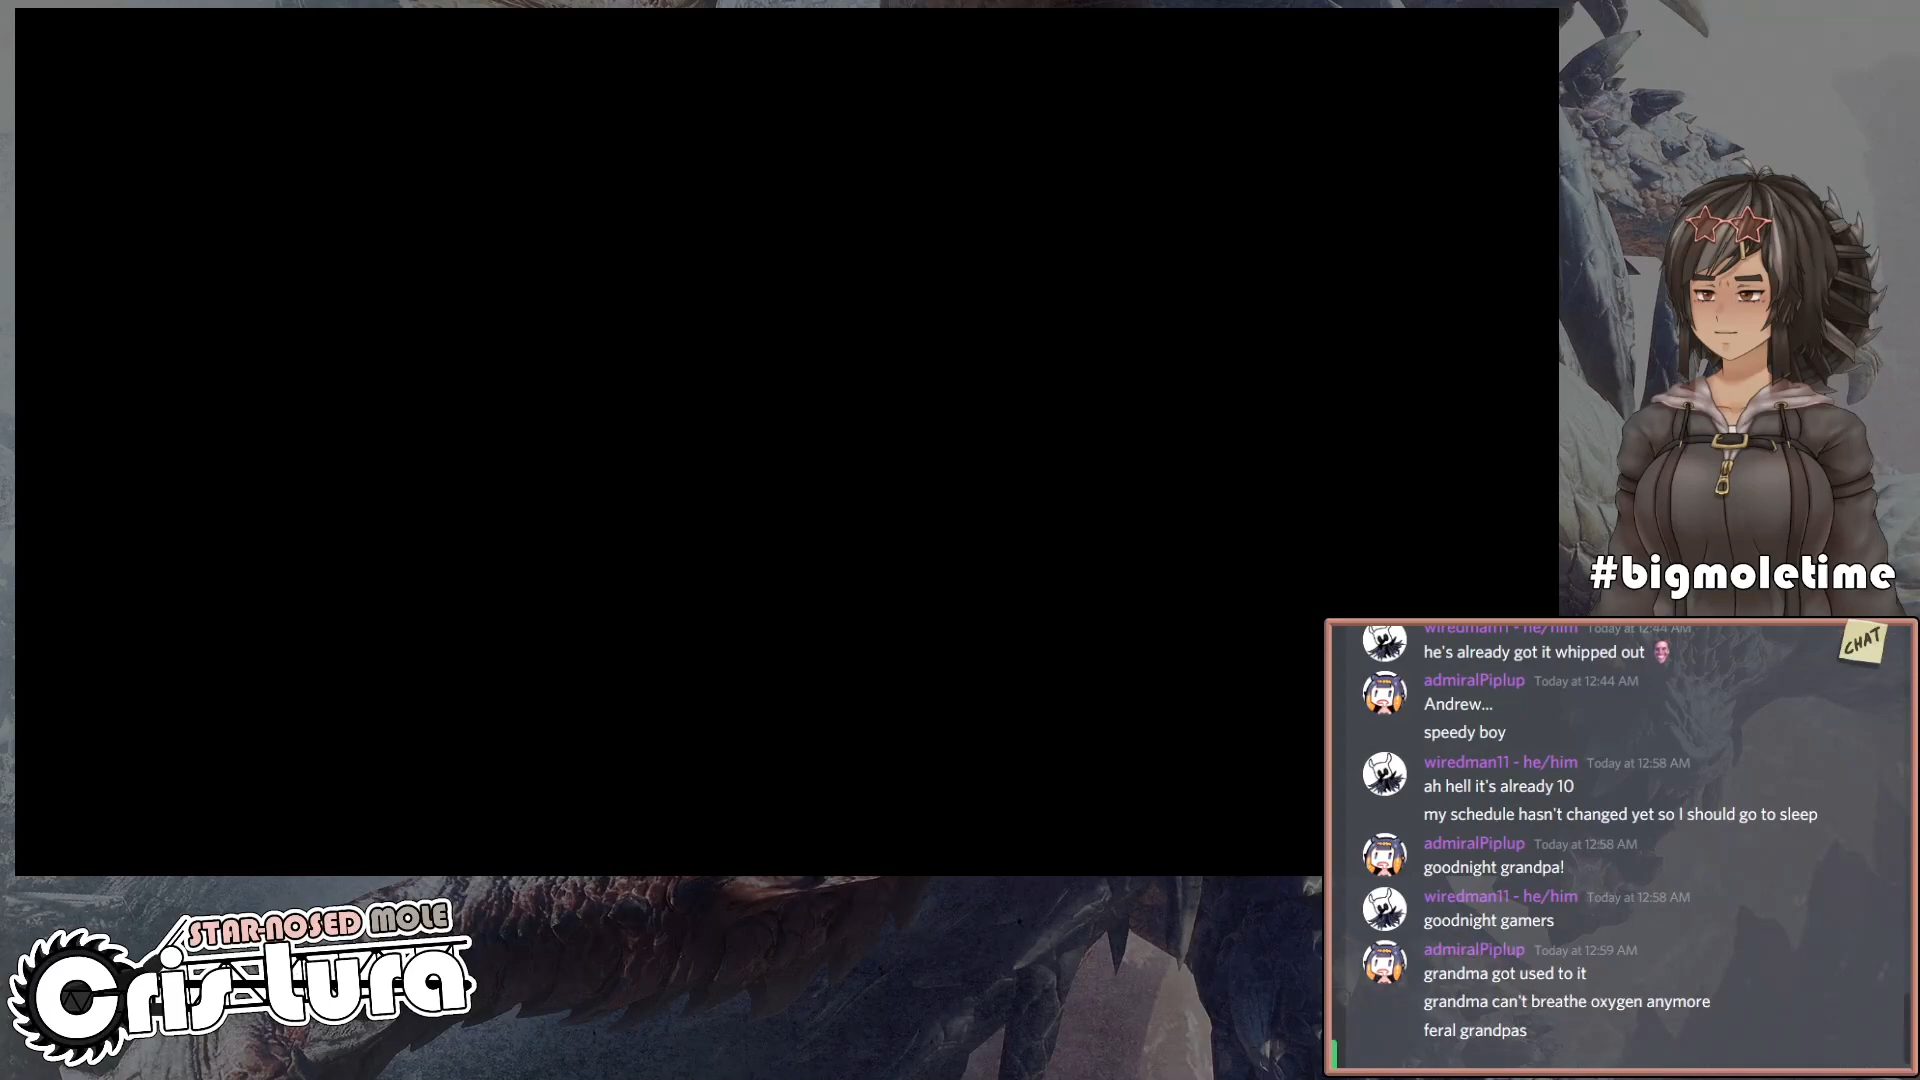 #bigmoletime
CHAT
wiredman11 - he/him Today at 12:44 AM
he's already got it whipped out
admiralPiplup Today at 12:44 AM
Andrew...
speedy boy
wiredman11 - he/him Today at 12:58 AM
ah hell it's already 10
my schedule hasn't changed yet so I should go to sleep
admiralPiplup Today at 12:58 AM
goodnight grandpa!
wiredman11 - he/him Today at 12:58 AM
goodnight gamers
admiralPiplup Today at 12:59 AM
grandma got used to it
grandma can't breathe oxygen anymore
feral grandpas
STAR-NOSED MOLE
Cris Tura